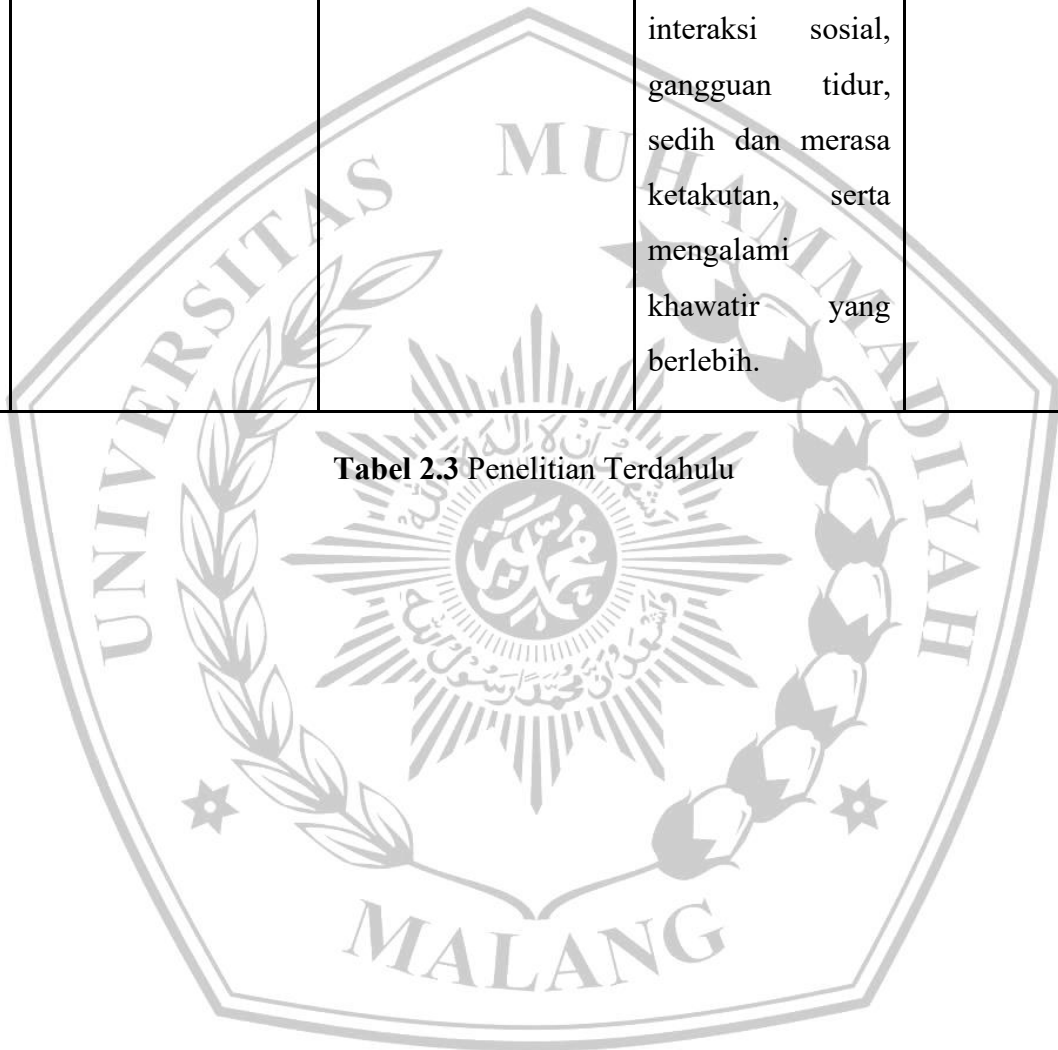 interaksi sosial,
gangguan tidur,
sedih dan merasa
ketakutan, serta
mengalami
khawatir yang
berlebih.
Tabel 2.3 Penelitian Terdahulu
UNIVERSITAS MUHAMMADIYAH
MALANG